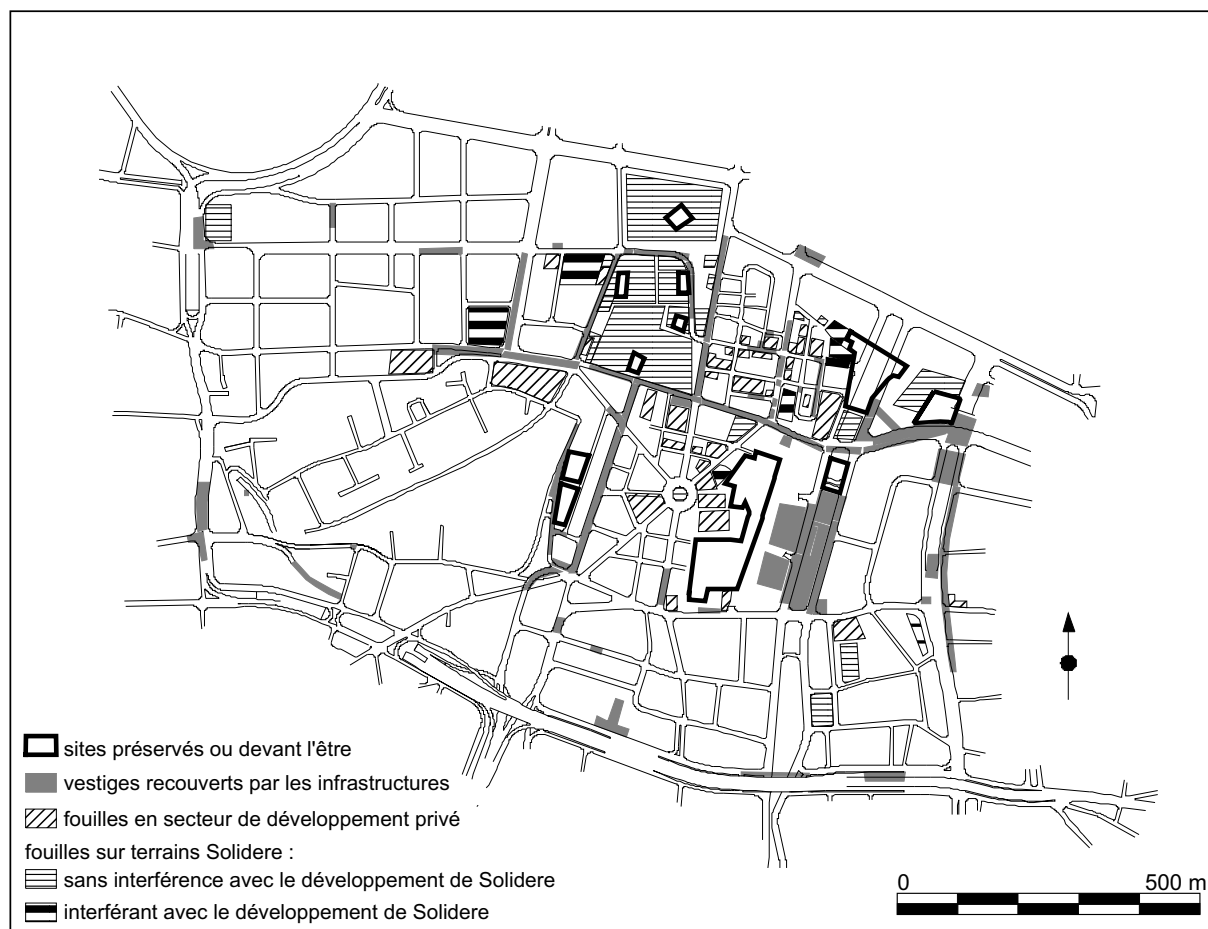 sites préservés ou devant l'être
vestiges recouverts par les infrastructures
fouilles en secteur de développement privé
fouilles sur terrains Solidere :
sans interférence avec le développement de Solidere
interférant avec le développement de Solidere
0 500 m